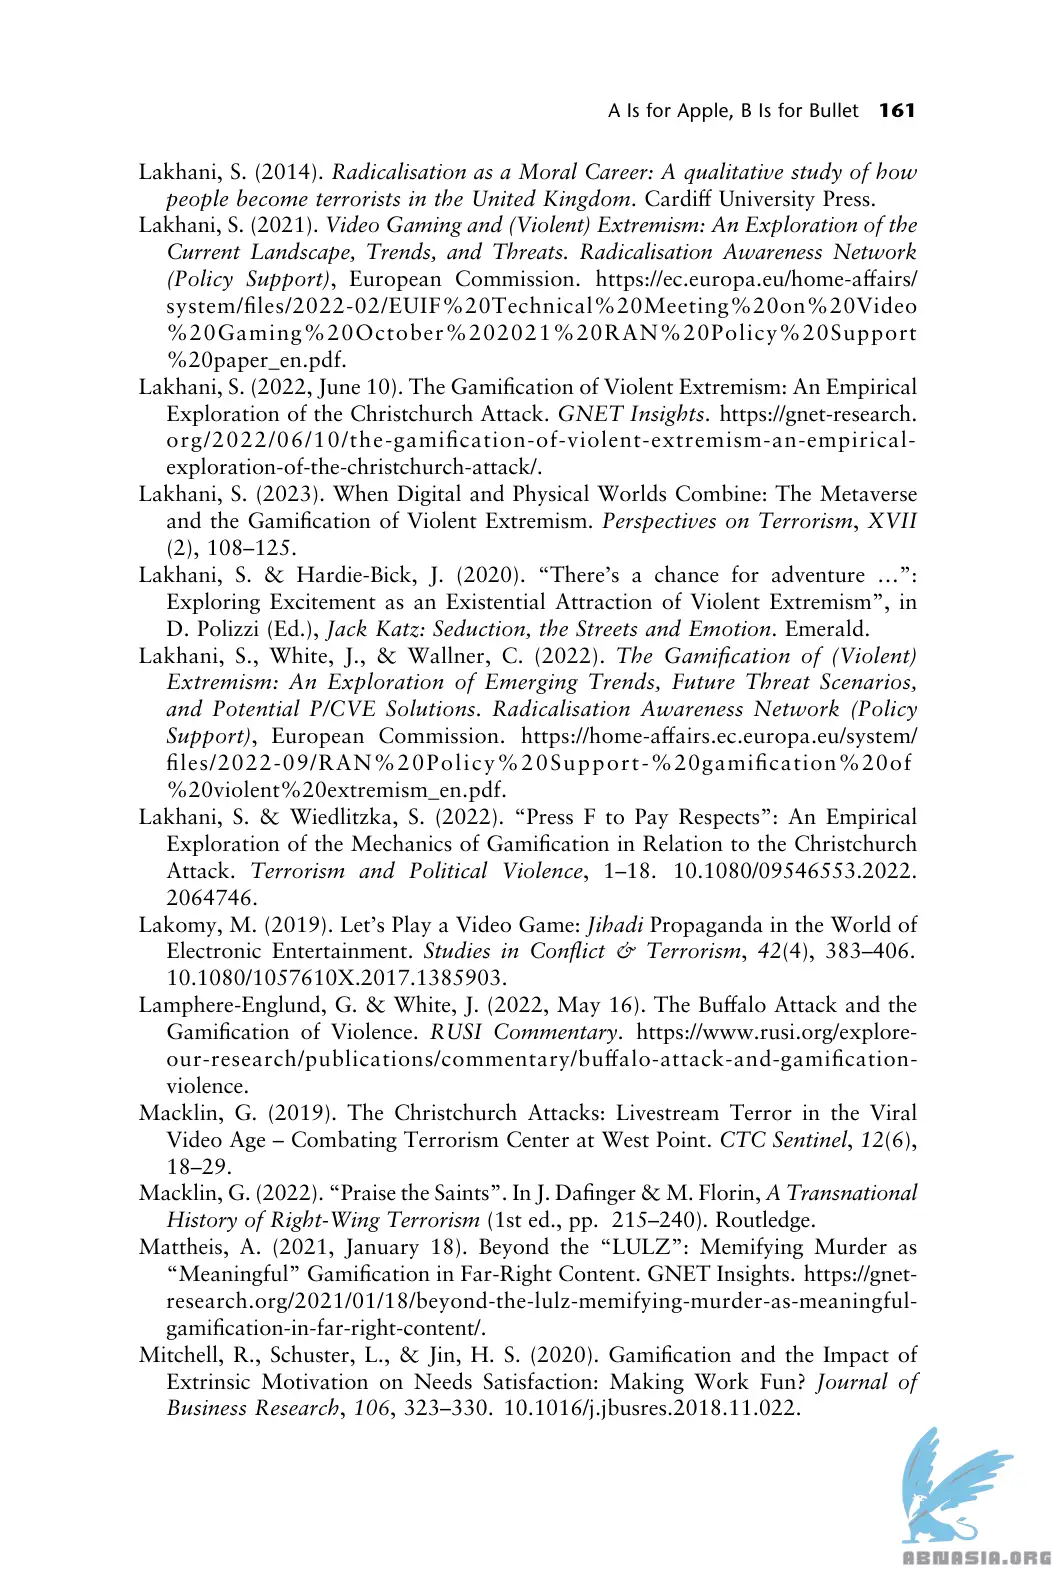 A Is for Apple, B Is for Bullet 161
Lakhani, S. (2014). Radicalisation as a Moral Career: A qualitative study of how
people become terrorists in the United Kingdom. Cardiff University Press.
Lakhani, S. (2021). Video Gaming and (Violent) Extremism: An Exploration of the
Current Landscape, Trends, and Threats. Radicalisation Awareness Network
(Policy Support), European Commission. https://ec.europa.eu/home-affairs/
system/files/2022-02/EUIF%20Technical%20Meeting%20on%20Video
%20Gaming%20October%202021%20RAN%20Policy%20Support
%20paper_en.pdf.
Lakhani, S. (2022, June 10). The Gamification of Violent Extremism: An Empirical
Exploration of the Christchurch Attack. GNET Insights. https://gnet-research.
org/2022/06/10/the-gamification-of-violent-extremism-an-empirical-
exploration-of-the-christchurch-attack/.
Lakhani, S. (2023). When Digital and Physical Worlds Combine: The Metaverse
and the Gamification of Violent Extremism. Perspectives on Terrorism, XVII
(2), 108–125.
Lakhani, S. & Hardie-Bick, J. (2020). “There’s a chance for adventure …”:
Exploring Excitement as an Existential Attraction of Violent Extremism”, in
D. Polizzi (Ed.), Jack Katz: Seduction, the Streets and Emotion. Emerald.
Lakhani, S., White, J., & Wallner, C. (2022). The Gamification of (Violent)
Extremism: An Exploration of Emerging Trends, Future Threat Scenarios,
and Potential P/CVE Solutions. Radicalisation Awareness Network (Policy
Support), European Commission. https://home-affairs.ec.europa.eu/system/
files/2022-09/RAN%20Policy%20Support-%20gamification%20of
%20violent%20extremism_en.pdf.
Lakhani, S. & Wiedlitzka, S. (2022). “Press F to Pay Respects”: An Empirical
Exploration of the Mechanics of Gamification in Relation to the Christchurch
Attack. Terrorism and Political Violence, 1–18. 10.1080/09546553.2022.
2064746.
Lakomy, M. (2019). Let’s Play a Video Game: Jihadi Propaganda in the World of
Electronic Entertainment. Studies in Conflict & Terrorism, 42(4), 383–406.
10.1080/1057610X.2017.1385903.
Lamphere-Englund, G. & White, J. (2022, May 16). The Buffalo Attack and the
Gamification of Violence. RUSI Commentary. https://www.rusi.org/explore-
our-research/publications/commentary/buffalo-attack-and-gamification-
violence.
Macklin, G. (2019). The Christchurch Attacks: Livestream Terror in the Viral
Video Age – Combating Terrorism Center at West Point. CTC Sentinel, 12(6),
18–29.
Macklin, G. (2022). “Praise the Saints”. In J. Dafinger & M. Florin, A Transnational
History of Right-Wing Terrorism (1st ed., pp. 215–240). Routledge.
Mattheis, A. (2021, January 18). Beyond the “LULZ”: Memifying Murder as
“Meaningful” Gamification in Far-Right Content. GNET Insights. https://gnet-
research.org/2021/01/18/beyond-the-lulz-memifying-murder-as-meaningful-
gamification-in-far-right-content/.
Mitchell, R., Schuster, L., & Jin, H. S. (2020). Gamification and the Impact of
Extrinsic Motivation on Needs Satisfaction: Making Work Fun? Journal of
Business Research, 106, 323–330. 10.1016/j.jbusres.2018.11.022.
ABNASIA.ORG